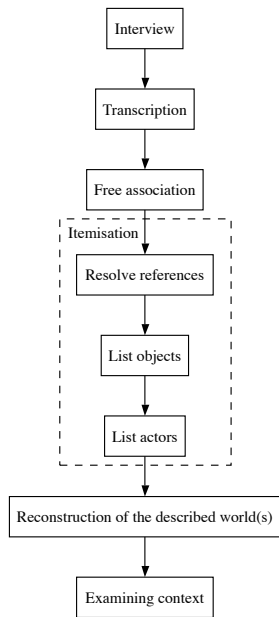 Interview
Transcription
Free association
Itemisation
Resolve references
List objects
List actors
Reconstruction of the described world(s)
Examining context